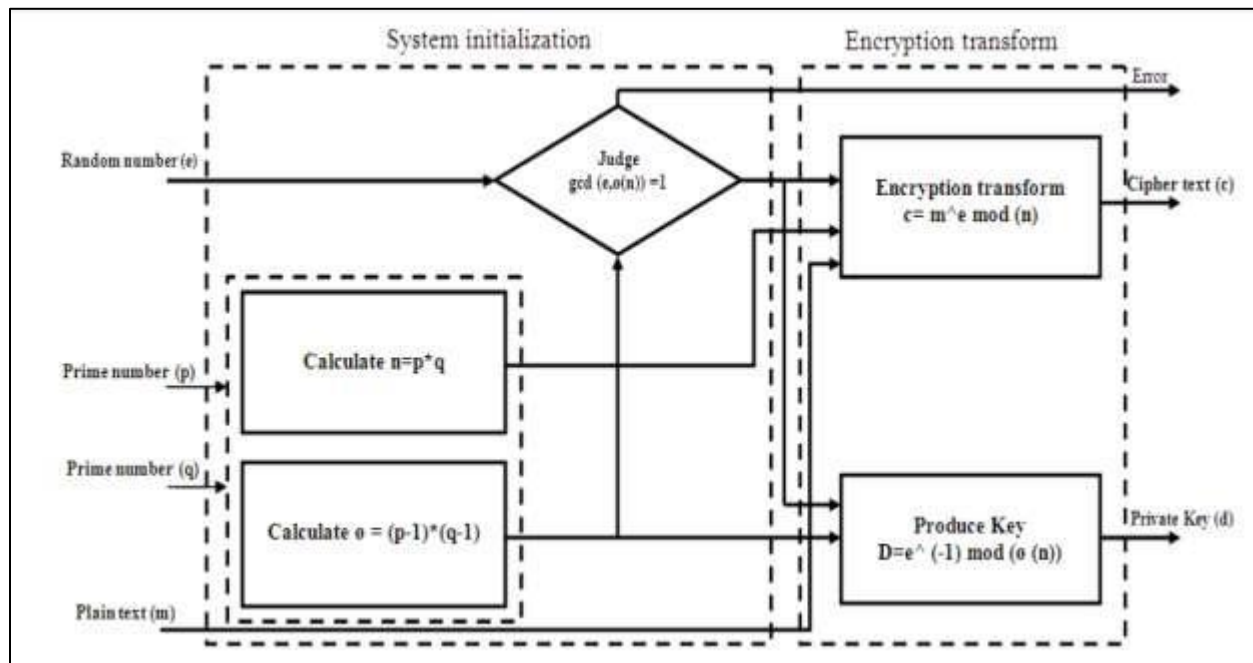 System initialization
Encryption transform
Error
Random number (e)
Judge
gcd (e,o(n)) =1
Encryption transform
c= m^e mod (n)
Cipher text (c)
Calculate n=p*q
Prime number (p)
Prime number (q)
Calculate o = (p-1)*(q-1)
Produce Key
D=e^ (-1) mod (o (n))
Private Key (d)
Plain text (m)